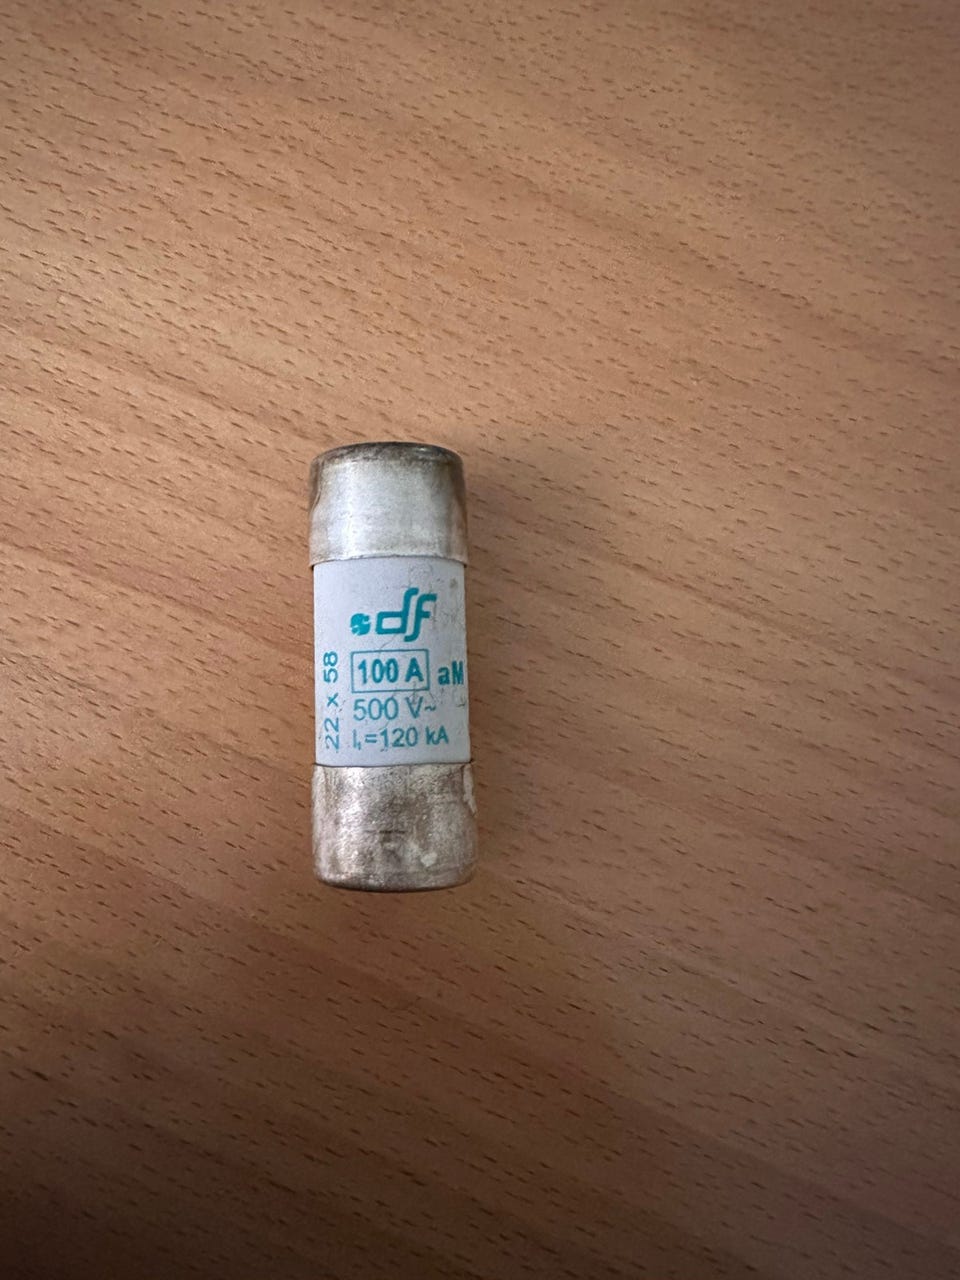 df
100 A aM
500 V~
I₁=120 kA
22 x 58